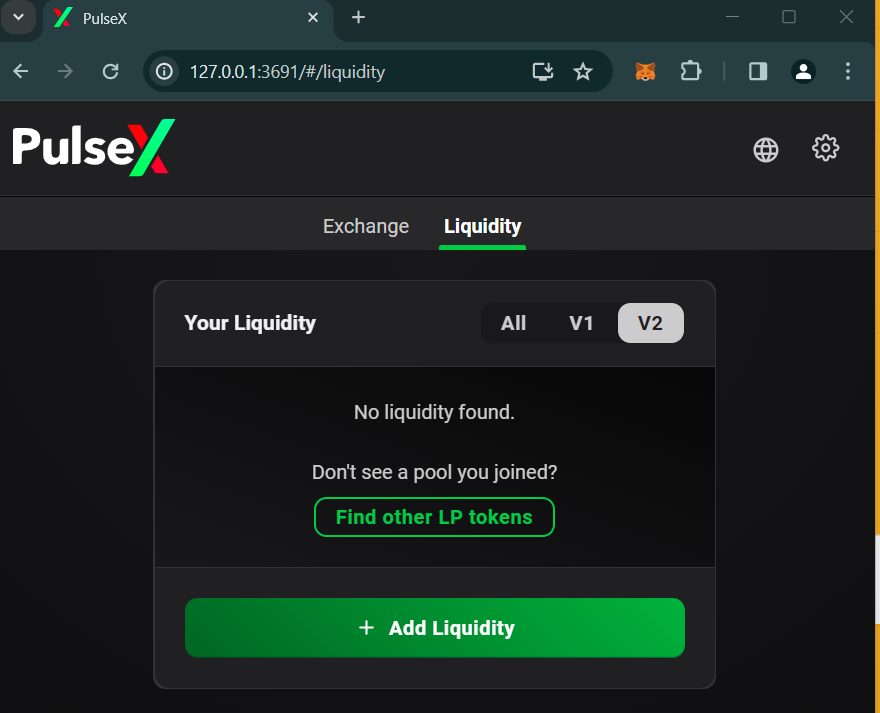 PulseX
127.0.0.1:3691/#/liquidity
PulseX
Exchange Liquidity
Your Liquidity All V1 V2
No liquidity found.
Don't see a pool you joined?
Find other LP tokens
+ Add Liquidity